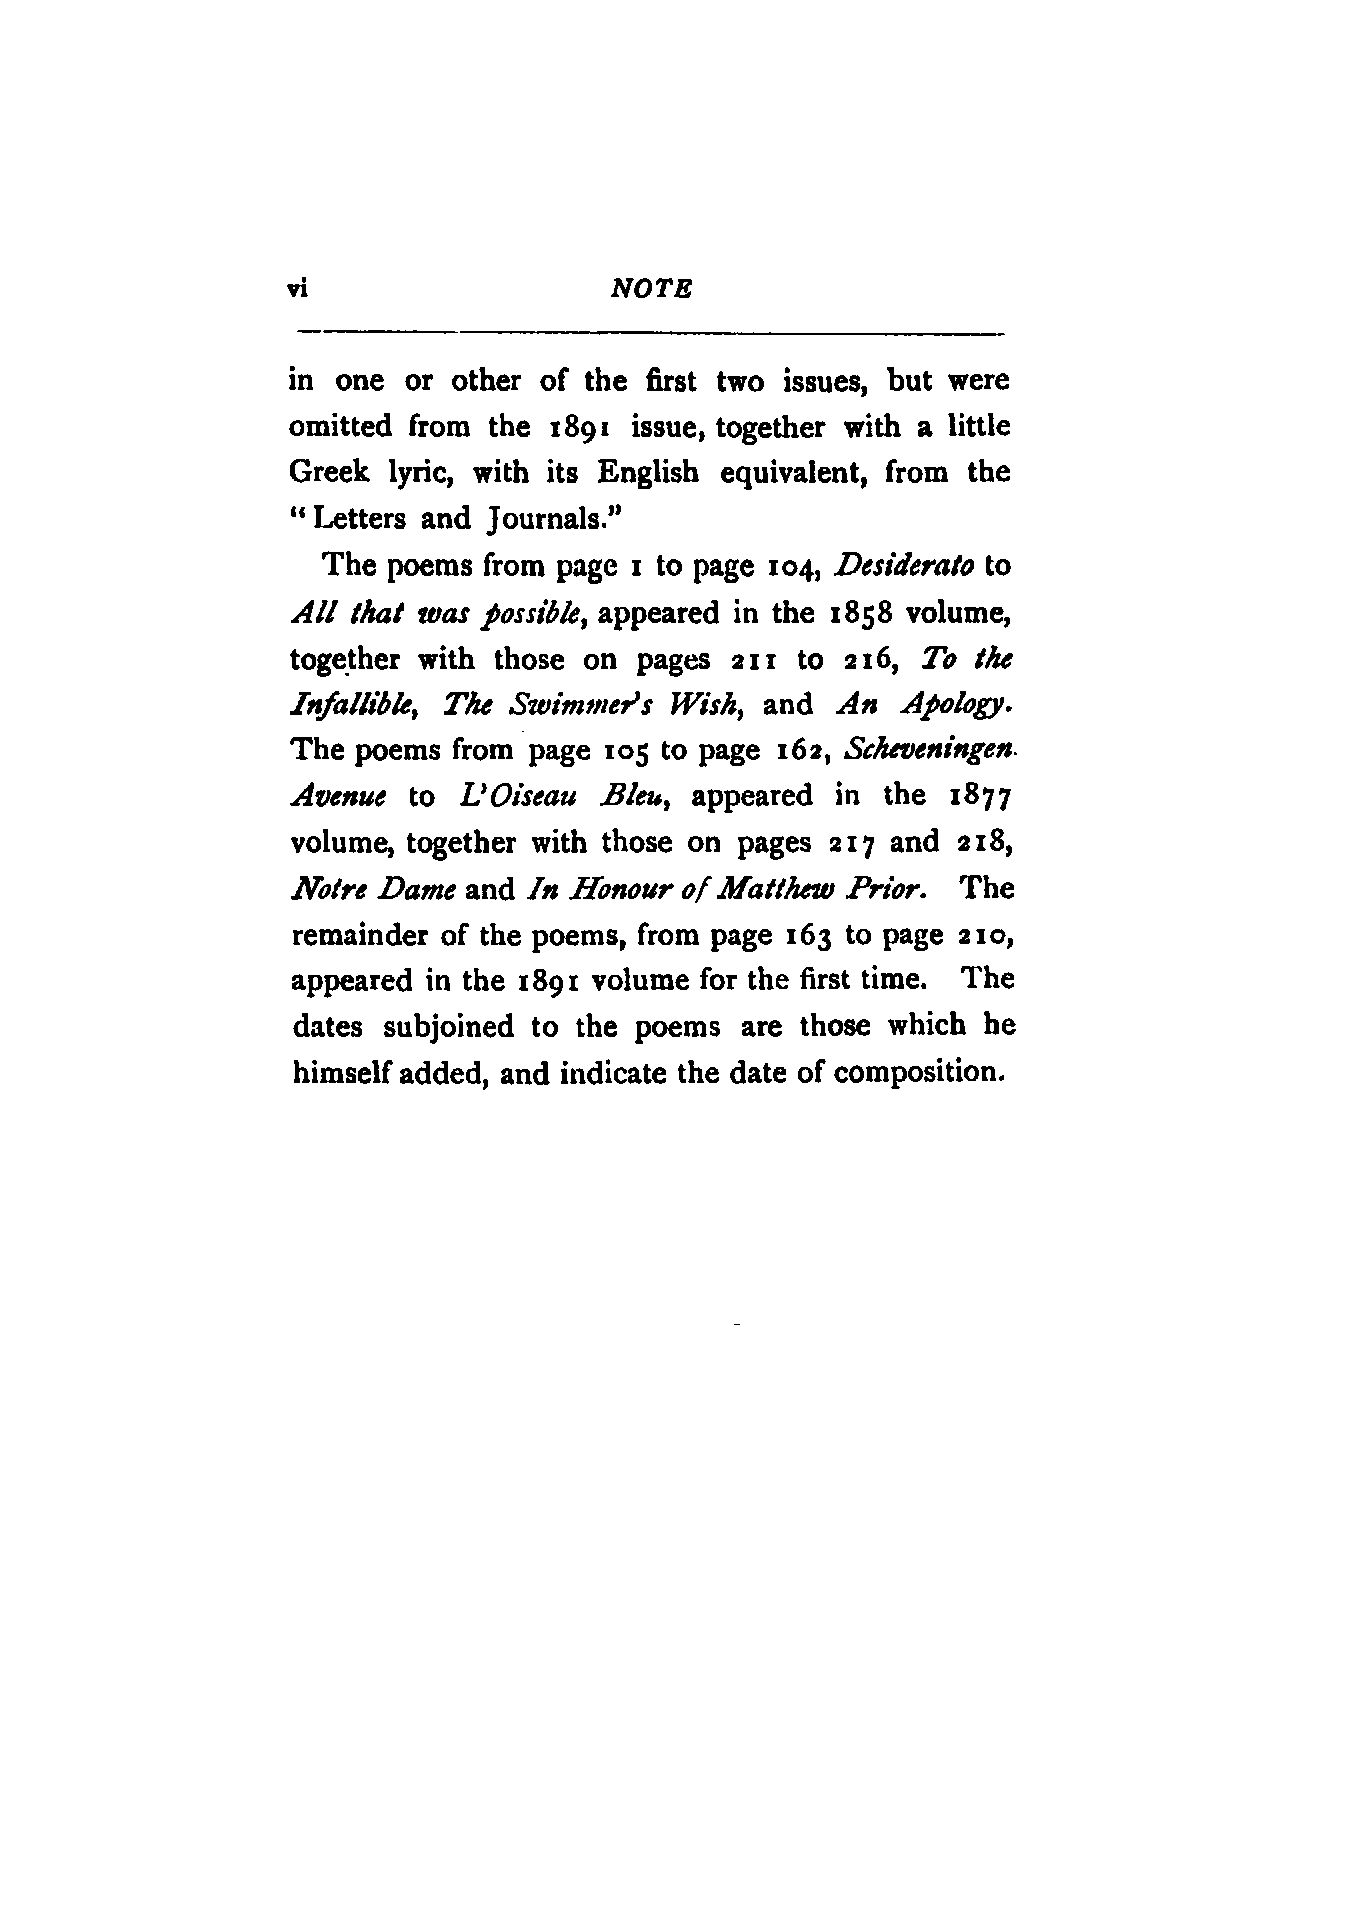 vi NOTE
in one or other of the first two issues, but were
omitted from the 1891 issue, together with a little
Greek lyric, with its English equivalent, from the
“Letters and Journals.”
The poems from page 1 to page 104, Desiderato to
All that was possible, appeared in the 1858 volume,
together with those on pages 211 to 216, To the
Infallible, The Swimmer's Wish, and An Apology.
The poems from page 105 to page 162, Scheveningen
Avenue to L'Oiseau Bleu, appeared in the 1877
volume, together with those on pages 217 and 218,
Notre Dame and In Honour of Matthew Prior. The
remainder of the poems, from page 163 to page 210,
appeared in the 1891 volume for the first time. The
dates subjoined to the poems are those which he
himself added, and indicate the date of composition.